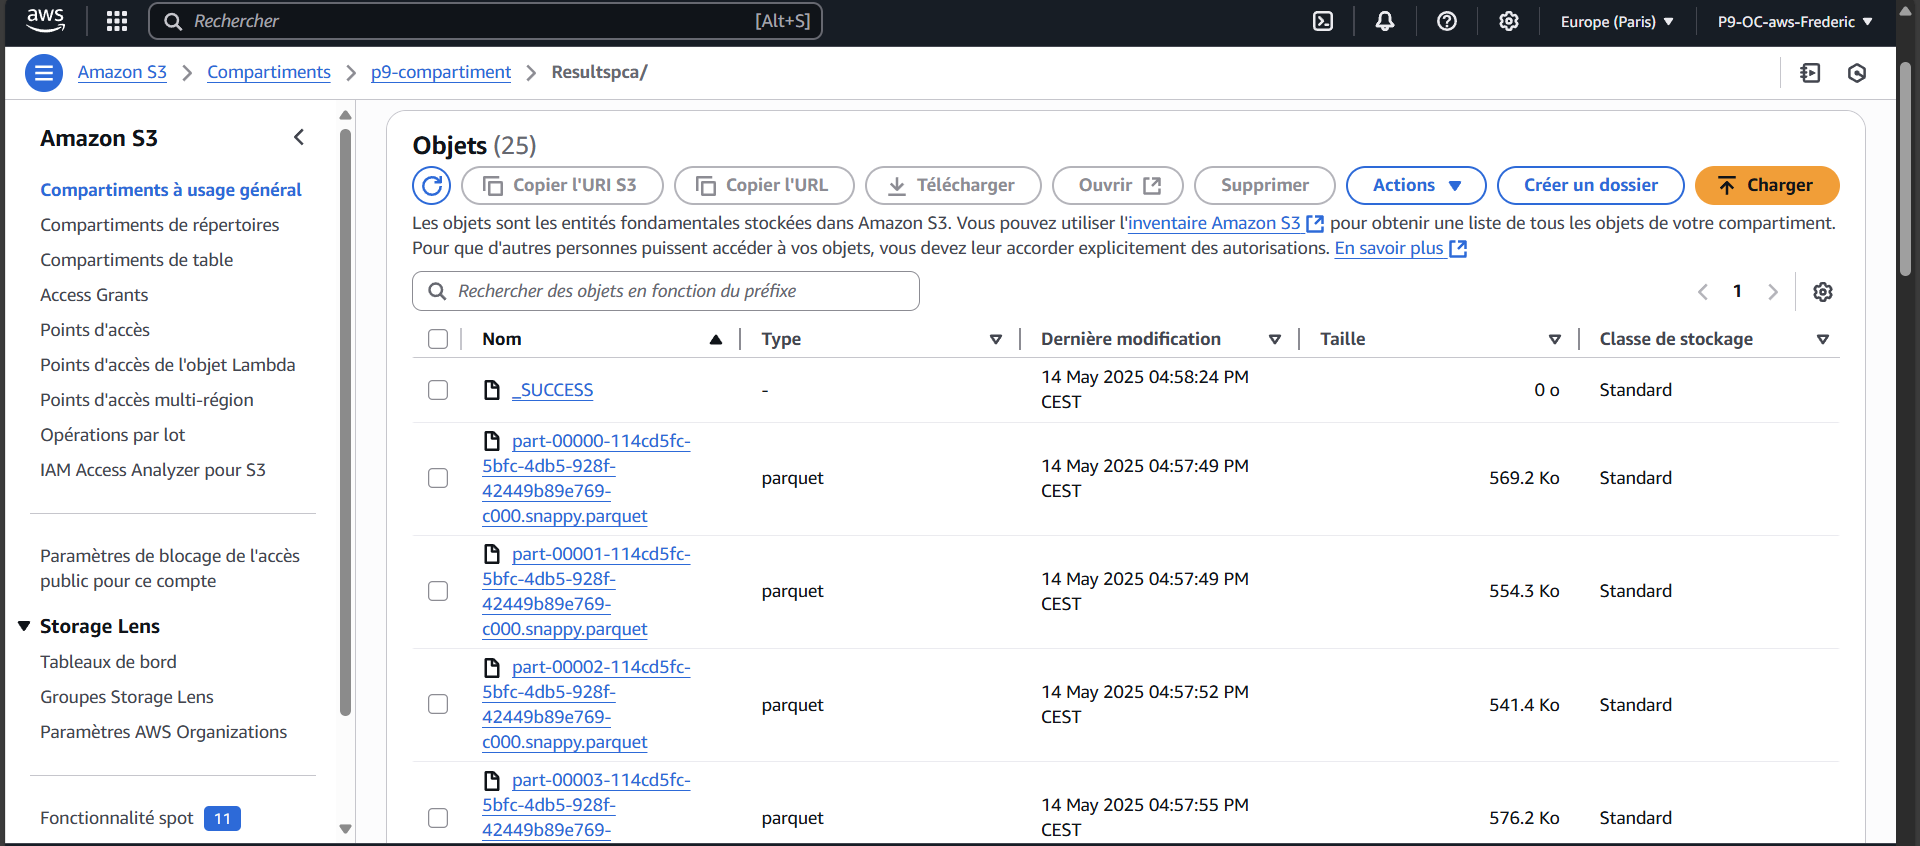 aws
Rechercher
[Alt+S]
Europe (Paris)
P9-OC-aws-Frederic
Amazon S3
Compartiments
p9-compartiment
Resultspca/
Amazon S3
Compartiments à usage général
Compartiments de répertoires
Compartiments de table
Access Grants
Points d'accès
Points d'accès de l'objet Lambda
Points d'accès multi-région
Opérations par lot
IAM Access Analyzer pour S3
Paramètres de blocage de l'accès
public pour ce compte
Storage Lens
Tableaux de bord
Groupes Storage Lens
Paramètres AWS Organizations
Fonctionnalité spot 11
Objets (25)
Copier l'URI S3
Copier l'URL
Télécharger
Ouvrir
Supprimer
Actions
Créer un dossier
Charger
Les objets sont les entités fondamentales stockées dans Amazon S3. Vous pouvez utiliser l'inventaire Amazon S3 pour obtenir une liste de tous les objets de votre compartiment.
Pour que d'autres personnes puissent accéder à vos objets, vous devez leur accorder explicitement des autorisations. En savoir plus
Rechercher des objets en fonction du préfixe
1
Nom
Type
Dernière modification
Taille
Classe de stockage
_SUCCESS
-
14 May 2025 04:58:24 PM
CEST
0 o
Standard
part-00000-114cd5fc-
5bfc-4db5-928f-
42449b89e769-
c000.snappy.parquet
parquet
14 May 2025 04:57:49 PM
CEST
569.2 Ko
Standard
part-00001-114cd5fc-
5bfc-4db5-928f-
42449b89e769-
c000.snappy.parquet
parquet
14 May 2025 04:57:49 PM
CEST
554.3 Ko
Standard
part-00002-114cd5fc-
5bfc-4db5-928f-
42449b89e769-
c000.snappy.parquet
parquet
14 May 2025 04:57:52 PM
CEST
541.4 Ko
Standard
part-00003-114cd5fc-
5bfc-4db5-928f-
42449b89e769-
parquet
14 May 2025 04:57:55 PM
CEST
576.2 Ko
Standard